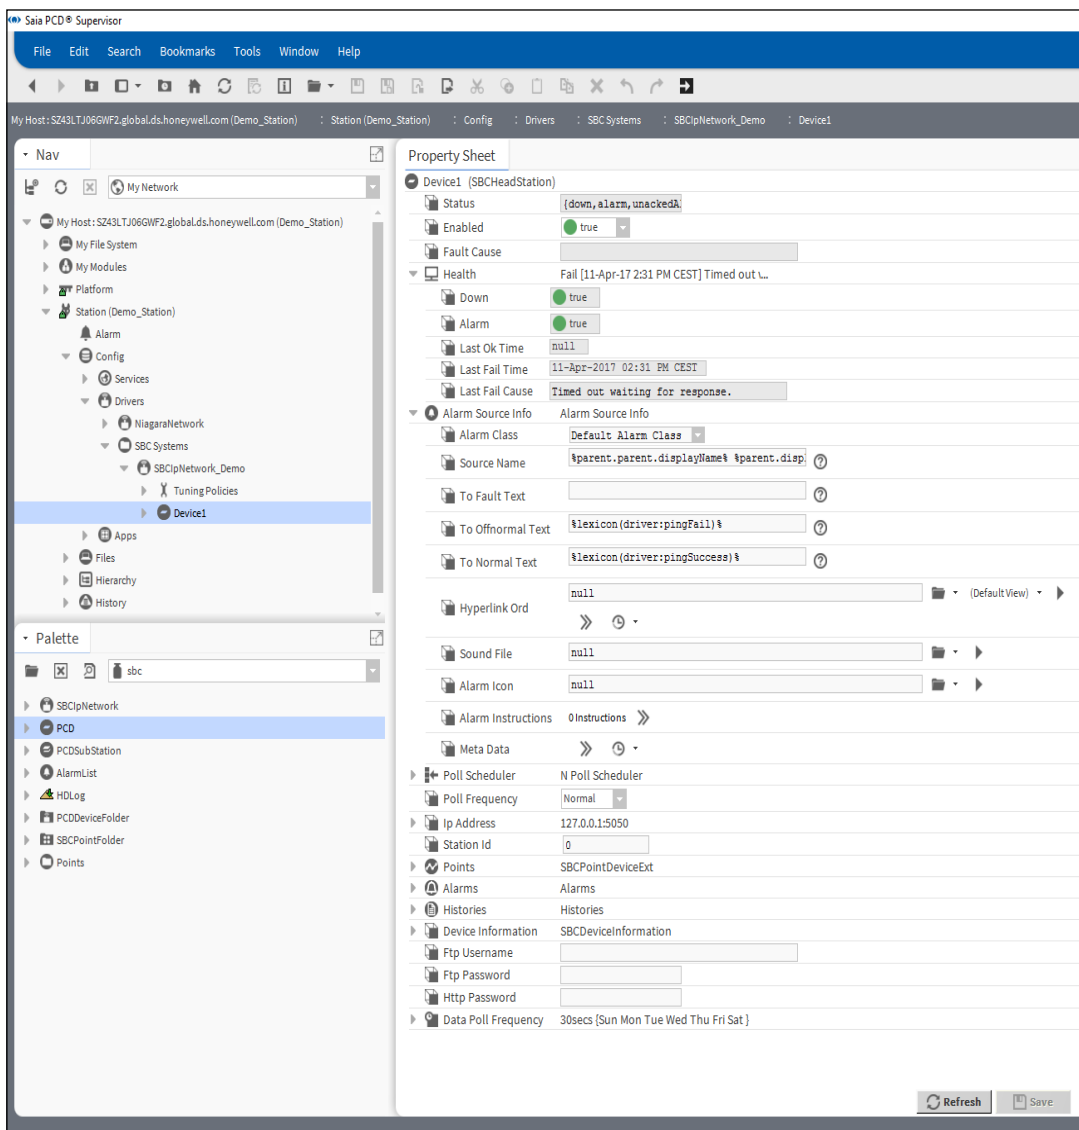 Saia PCD® Supervisor
File Edit Search Bookmarks Tools Window Help
My Host : SZ43LTJ06GWF2.global.ds.honeywell.com (Demo_Station) : Station (Demo_Station) : Config : Drivers : SBC Systems : SBCIpNetwork_Demo : Device1
Nav
My Network
My Host : SZ43LTJ06GWF2.global.ds.honeywell.com (Demo_Station)
My File System
My Modules
Platform
Station (Demo_Station)
Alarm
Config
Services
Drivers
NiagaraNetwork
SBC Systems
SBCIpNetwork_Demo
Tuning Policies
Device1
Apps
Files
Hierarchy
History
Palette
sbc
SBCIpNetwork
PCD
PCDSubStation
AlarmList
HDLog
PCDDeviceFolder
SBCPointFolder
Points
Property Sheet
Device1 (SBCHeadStation)
Status {down,alarm,unackedA
Enabled true
Fault Cause
Health Fail [11-Apr-17 2:31 PM CEST] Timed out w...
Down true
Alarm true
Last Ok Time null
Last Fail Time 11-Apr-2017 02:31 PM CEST
Last Fail Cause Timed out waiting for response.
Alarm Source Info Alarm Source Info
Alarm Class Default Alarm Class
Source Name %parent.parent.displayName% %parent.disp
To Fault Text
To Offnormal Text %lexicon(driver:pingFail)%
To Normal Text %lexicon(driver:pingSuccess)%
Hyperlink Ord null (Default View)
Sound File null
Alarm Icon null
Alarm Instructions 0 Instructions
Meta Data
Poll Scheduler N Poll Scheduler
Poll Frequency Normal
Ip Address 127.0.0.1:5050
Station Id 0
Points SBCPointDeviceExt
Alarms Alarms
Histories Histories
Device Information SBCDeviceInformation
Ftp Username
Ftp Password
Http Password
Data Poll Frequency 30secs {Sun Mon Tue Wed Thu Fri Sat }
Refresh Save